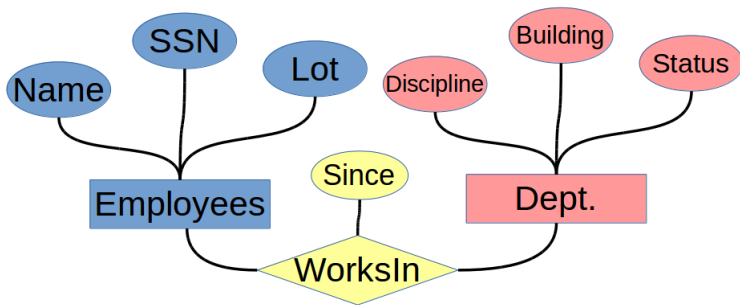 SSN
Name
Lot
Building
Discipline
Status
Since
Employees
Dept.
WorksIn